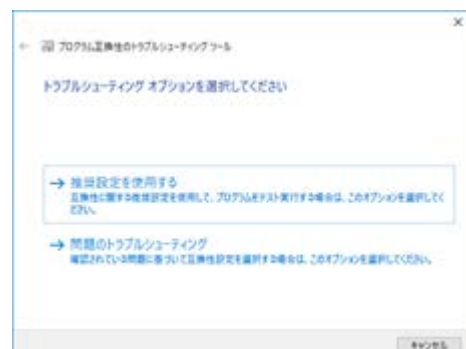 プログラム互換性のトラブルシューティング ツール
トラブルシューティング オプションを選択してください
→ 推奨設定を使用する
互換性に関する推奨設定を使用して、プログラムをテスト実行する場合は、このオプションを選択してく
ださい。
→ 問題のトラブルシューティング
確認されている問題に基づいて互換性設定を選択する場合は、このオプションを選択してください。
キャンセル